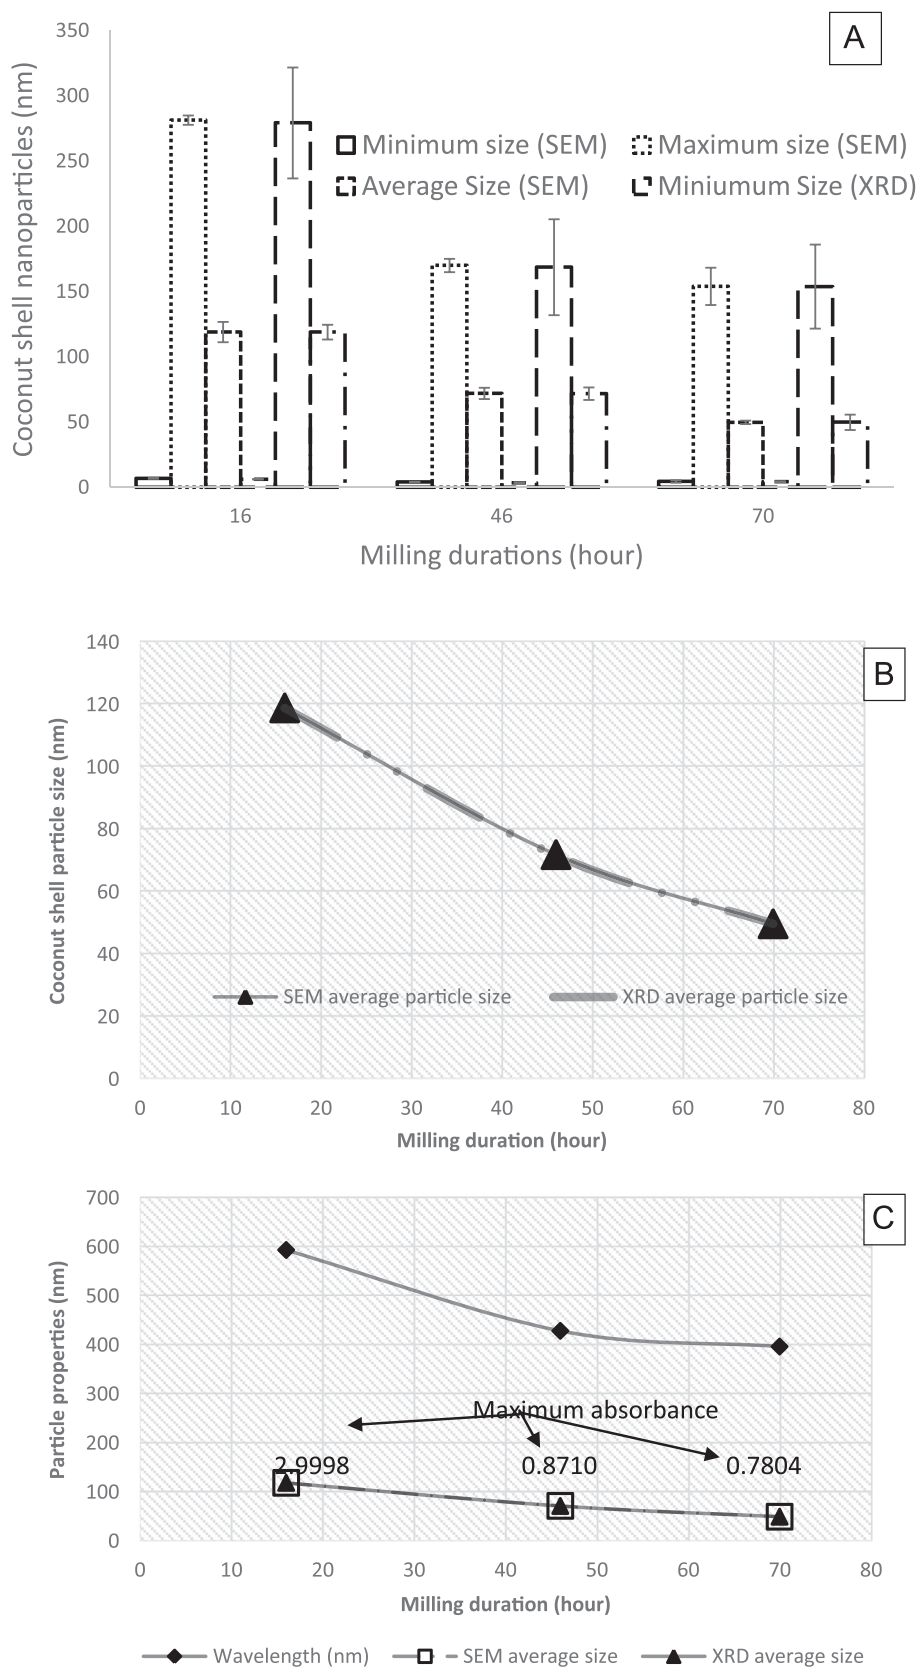 A
350
300
250
200
150
100
50
0
Coconut shell nanoparticles (nm)
Minimum size (SEM)
Maximum size (SEM)
Average Size (SEM)
Miniumum Size (XRD)
16
46
70
Milling durations (hour)
B
140
120
100
80
60
40
20
0
Coconut shell particle size (nm)
SEM average particle size
XRD average particle size
0 10 20 30 40 50 60 70 80
Milling duration (hour)
C
700
600
500
400
300
200
100
0
Particle properties (nm)
Maximum absorbance
2.9998
0.8710
0.7804
0 10 20 30 40 50 60 70 80
Milling duration (hour)
Wavelength (nm)
SEM average size
XRD average size